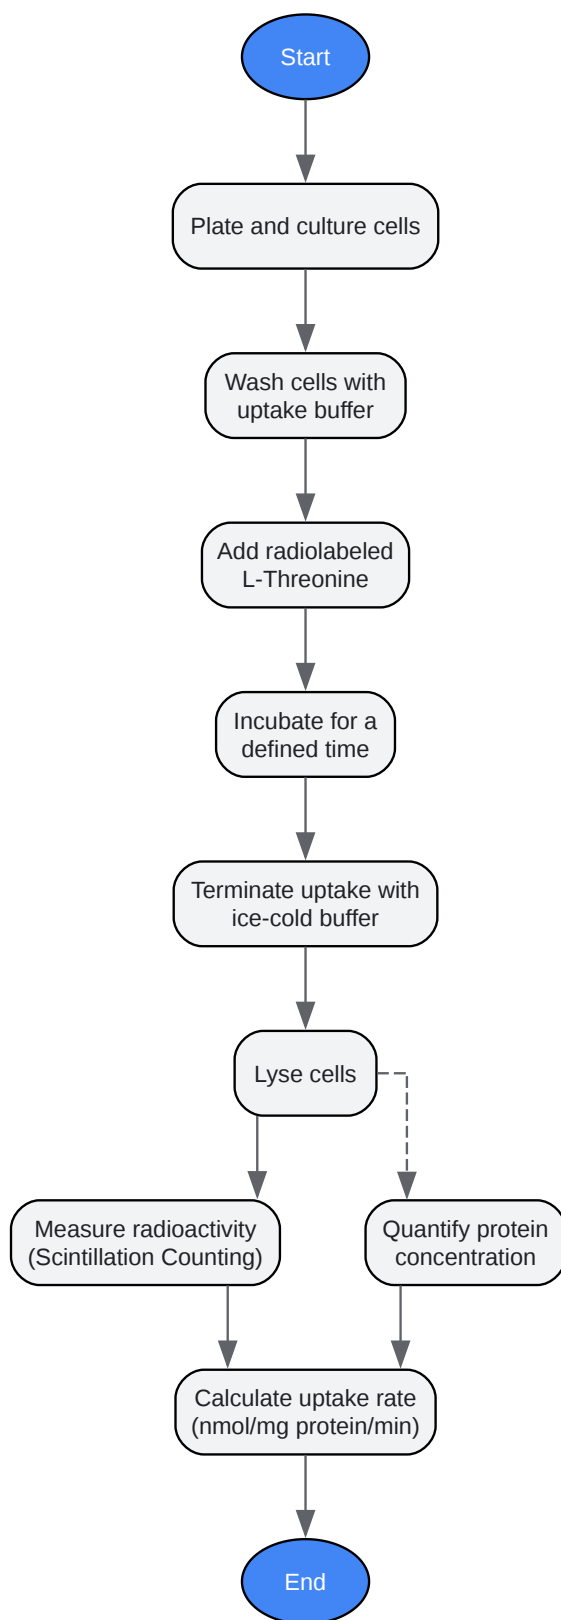 Start
Plate and culture cells
Wash cells with
uptake buffer
Add radiolabeled
L-Threonine
Incubate for a
defined time
Terminate uptake with
ice-cold buffer
Lyse cells
Measure radioactivity
(Scintillation Counting)
Quantify protein
concentration
Calculate uptake rate
(nmol/mg protein/min)
End